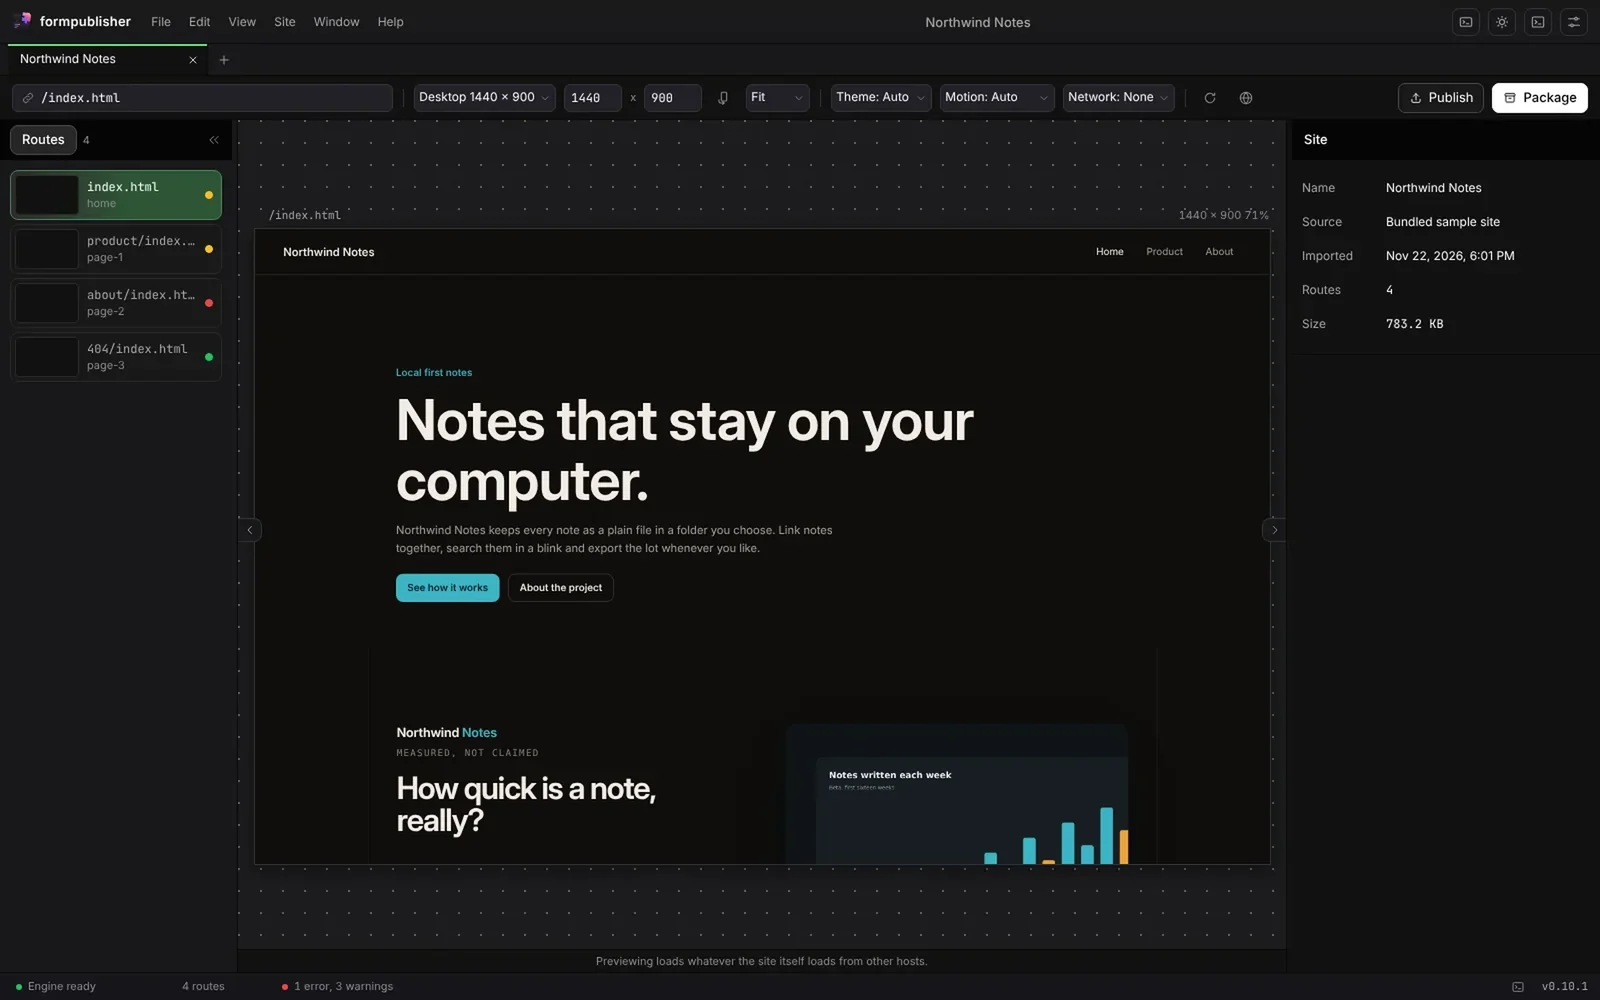 formpublisher File Edit View Site Window Help Northwind Notes
Northwind Notes
/index.html Desktop 1440 × 900 1440 x 900 Fit Theme: Auto Motion: Auto Network: None Publish Package
Routes 4
index.html
home
product/index.…
page-1
about/index.ht…
page-2
404/index.html
page-3
/index.html 1440 × 900 71%
Northwind Notes Home Product About
Local first notes
Notes that stay on your
computer.
Northwind Notes keeps every note as a plain file in a folder you choose. Link notes
together, search them in a blink and export the lot whenever you like.
See how it works About the project
Northwind Notes
MEASURED, NOT CLAIMED
How quick is a note,
really?
Notes written each week
Beta, first sixteen weeks
Site
Name Northwind Notes
Source Bundled sample site
Imported Nov 22, 2026, 6:01 PM
Routes 4
Size 783.2 KB
Previewing loads whatever the site itself loads from other hosts.
Engine ready 4 routes 1 error, 3 warnings v0.10.1